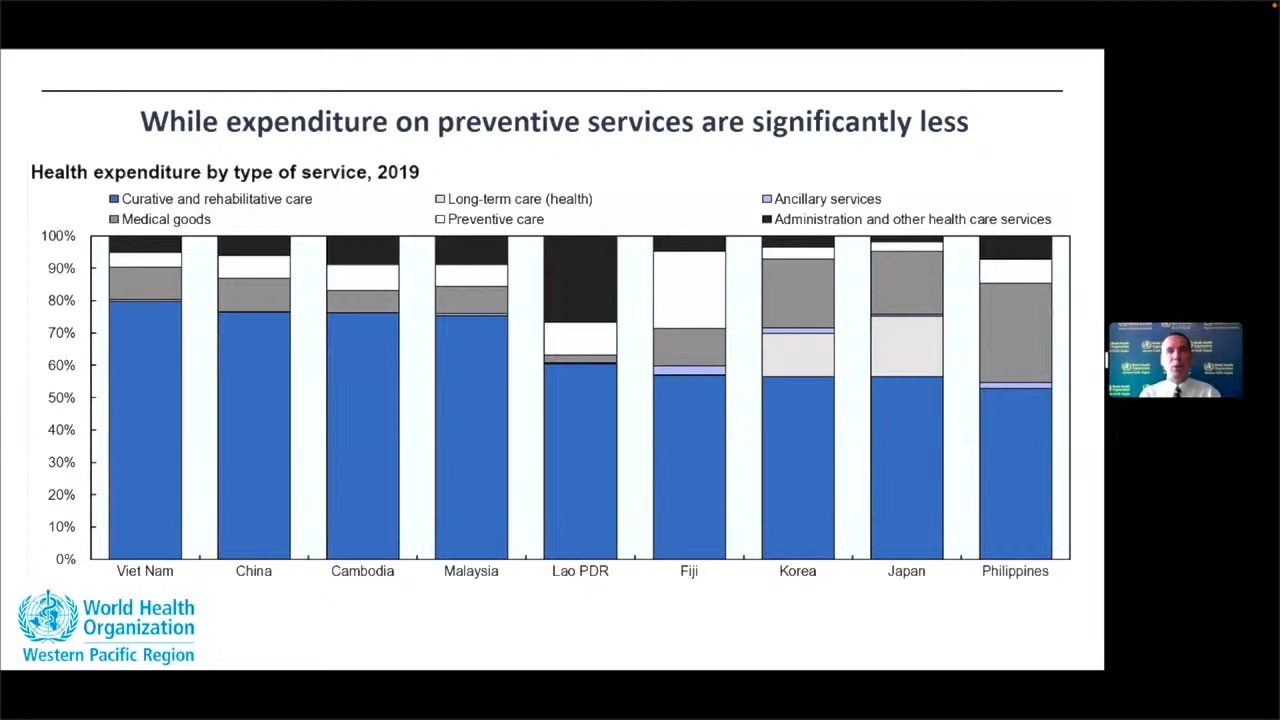 While expenditure on preventive services are significantly less
Health expenditure by type of service, 2019
Curative and rehabilitative care
Long-term care (health)
Ancillary services
Medical goods
Preventive care
Administration and other health care services
100%
90%
80%
70%
60%
50%
40%
30%
20%
10%
0%
Viet Nam
China
Cambodia
Malaysia
Lao PDR
Fiji
Korea
Japan
Philippines
World Health
Organization
Western Pacific Region